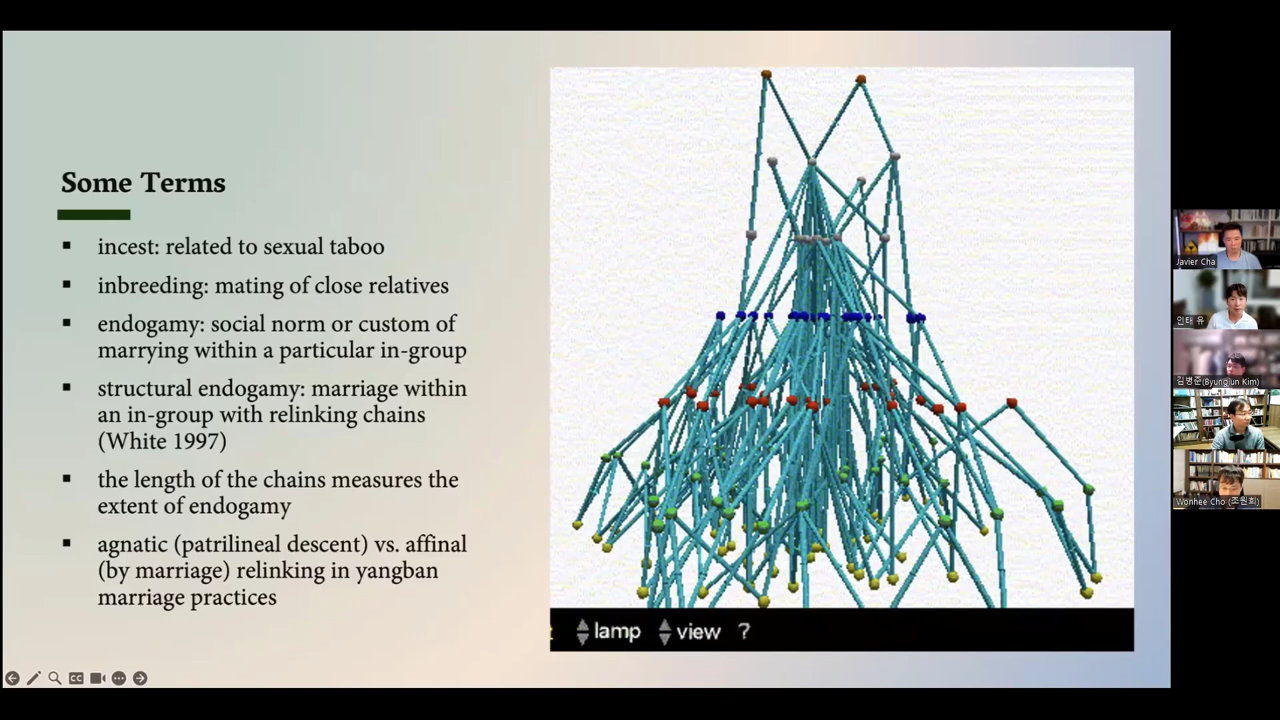 Some Terms
▪ incest: related to sexual taboo
▪ inbreeding: mating of close relatives
▪ endogamy: social norm or custom of
marrying within a particular in-group
▪ structural endogamy: marriage within
an in-group with relinking chains
(White 1997)
▪ the length of the chains measures the
extent of endogamy
▪ agnatic (patrilineal descent) vs. affinal
(by marriage) relinking in yangban
marriage practices
lamp view ?
CC
Javier Cha
인태 유
김병준(Byungjun Kim)
Wonhee Cho (조원희)